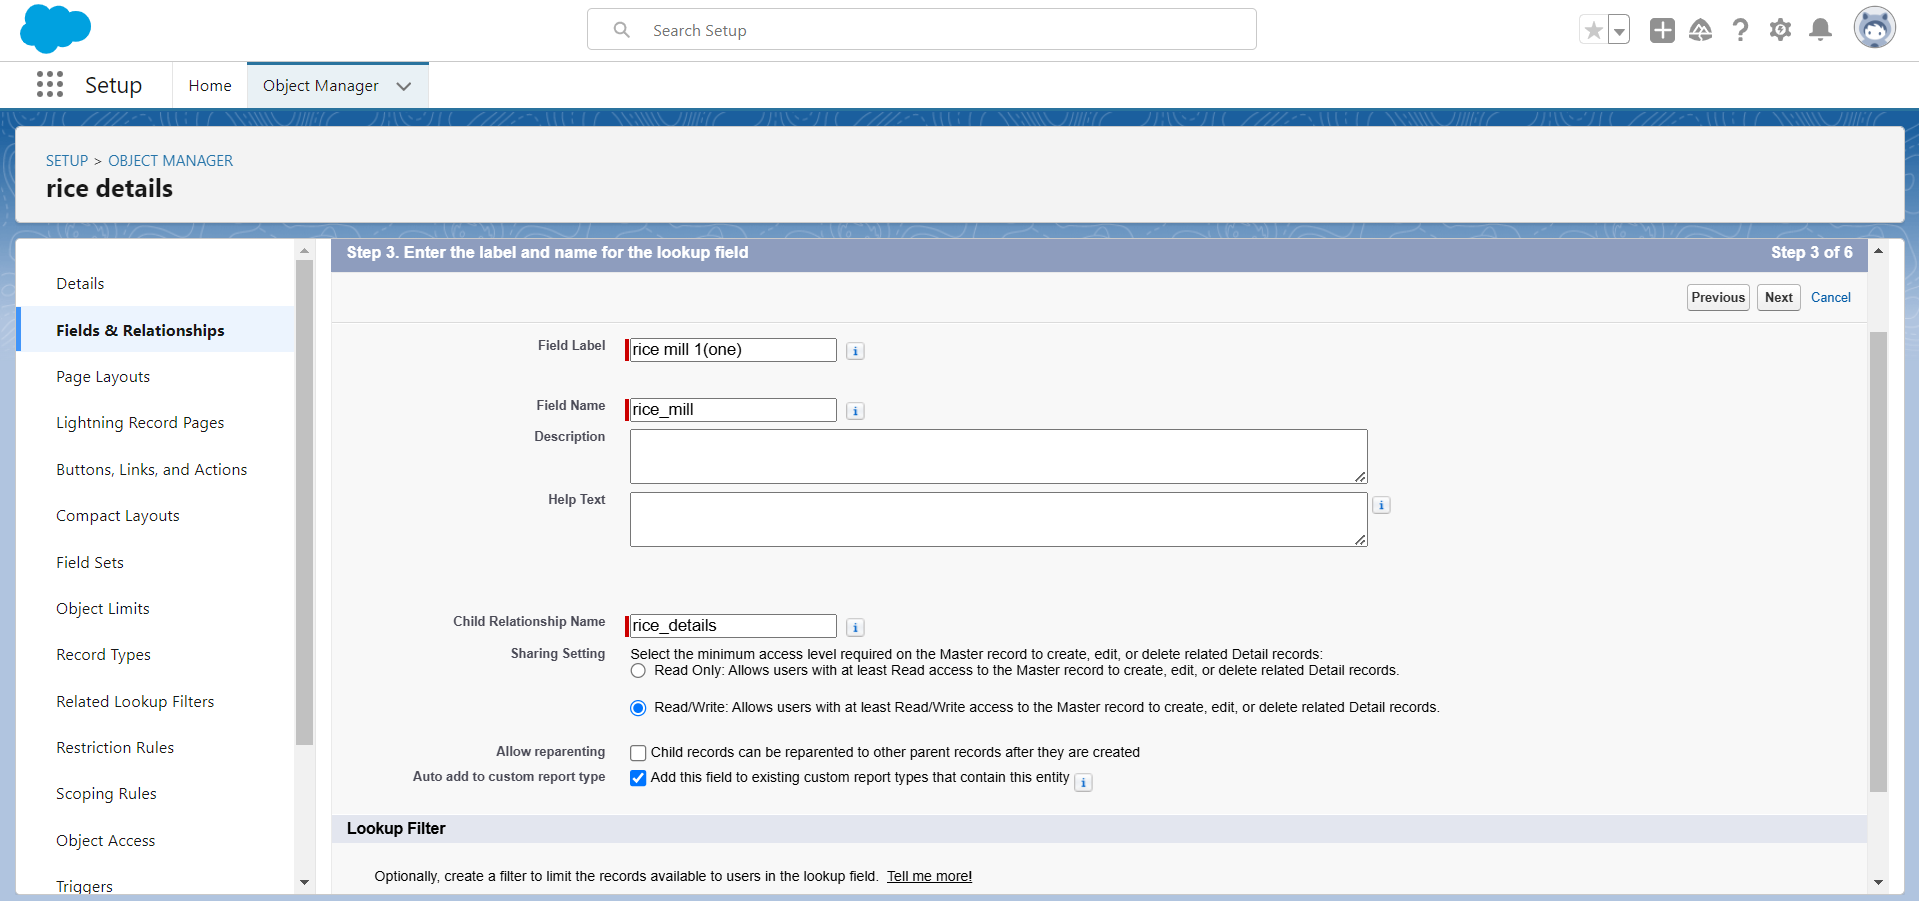 Search Setup
Setup
Home
Object Manager
SETUP > OBJECT MANAGER
rice details
Details
Fields & Relationships
Page Layouts
Lightning Record Pages
Buttons, Links, and Actions
Compact Layouts
Field Sets
Object Limits
Record Types
Related Lookup Filters
Restriction Rules
Scoping Rules
Object Access
Triggers
Step 3. Enter the label and name for the lookup field
Step 3 of 6
Previous
Next
Cancel
Field Label
rice mill 1(one)
Field Name
rice_mill
Description
Help Text
Child Relationship Name
rice_details
Sharing Setting
Select the minimum access level required on the Master record to create, edit, or delete related Detail records:
Read Only: Allows users with at least Read access to the Master record to create, edit, or delete related Detail records.
Read/Write: Allows users with at least Read/Write access to the Master record to create, edit, or delete related Detail records.
Allow reparenting
Child records can be reparented to other parent records after they are created
Auto add to custom report type
Add this field to existing custom report types that contain this entity
Lookup Filter
Optionally, create a filter to limit the records available to users in the lookup field. Tell me more!